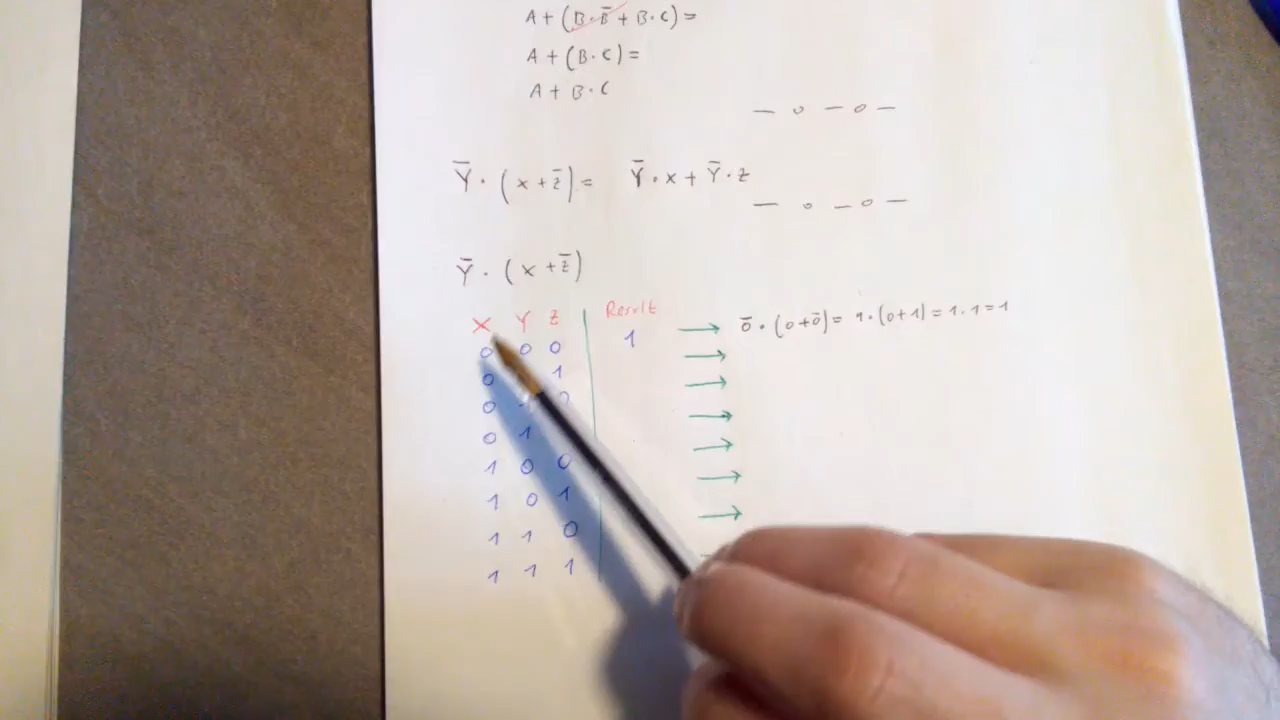 A + (B·B̅ + B·C) =
A + (B·C) =
A + B·C
— o — o —
Y̅ · (x + z̅) = Y̅·x + Y̅·z
— o — o —
Y̅ · (x + z̅)
X Y Z Result
0 0 0 1 → 0̅·(0+0̅) = 1·(0+1) = 1·1 = 1
0 1 →
0 1 0 →
0 1 →
1 0 0 →
1 0 1 →
1 1 0 →
1 1 1